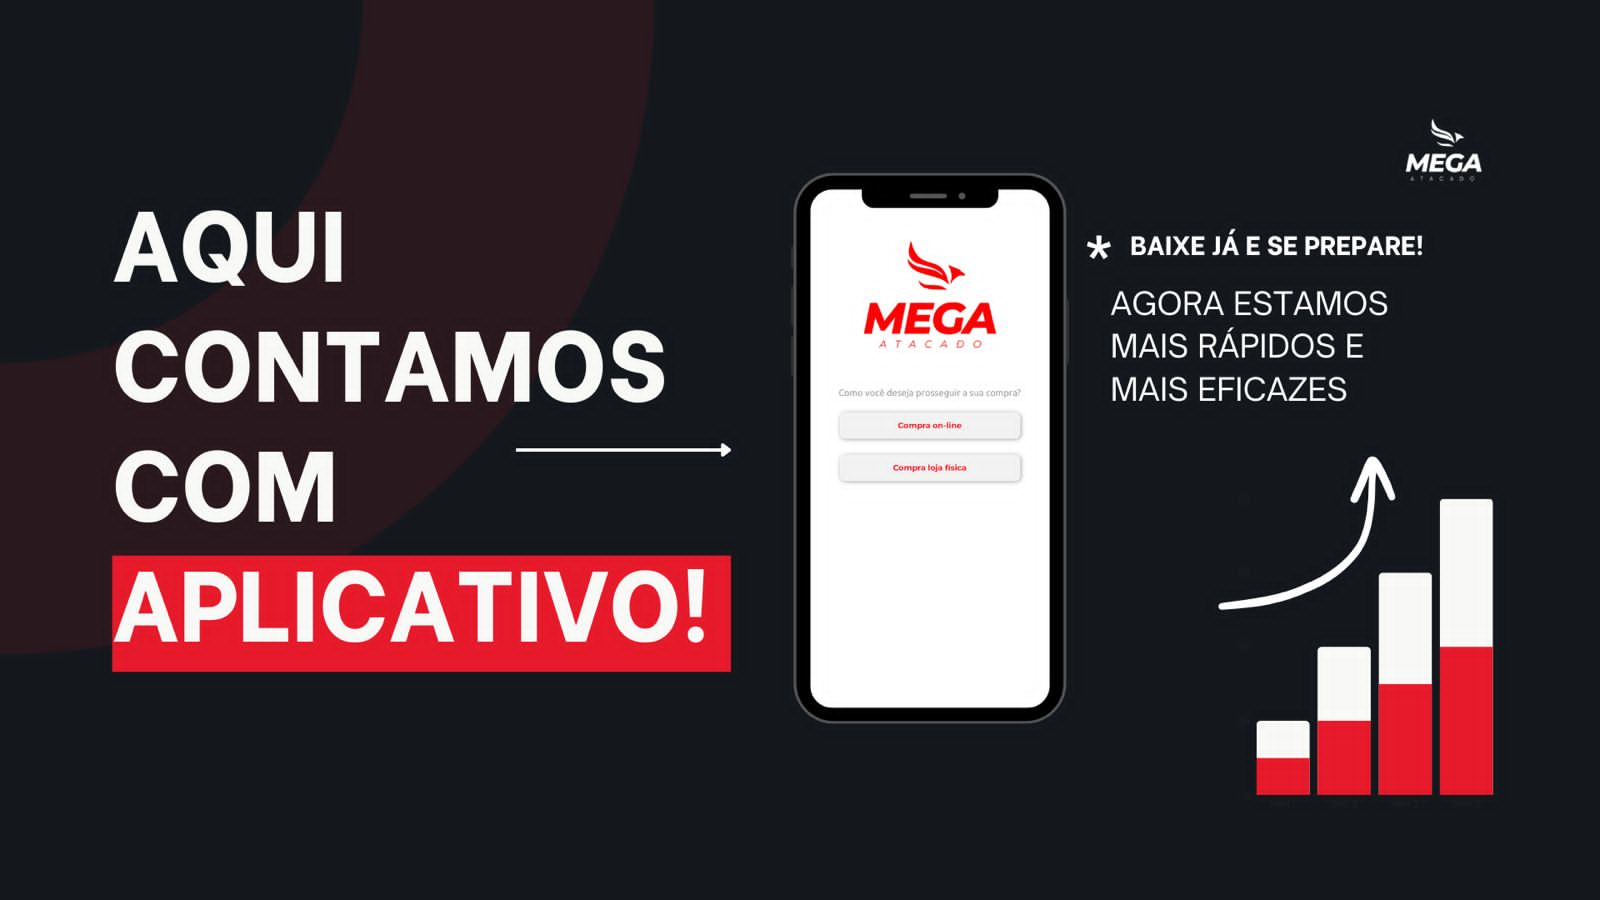 AQUI
CONTAMOS
COM
APLICATIVO!
MEGA
ATACADO
Como você deseja prosseguir a sua compra?
Compra on-line
Compra loja física
MEGA
ATACADO
* BAIXE JÁ E SE PREPARE!
AGORA ESTAMOS
MAIS RÁPIDOS E
MAIS EFICAZES